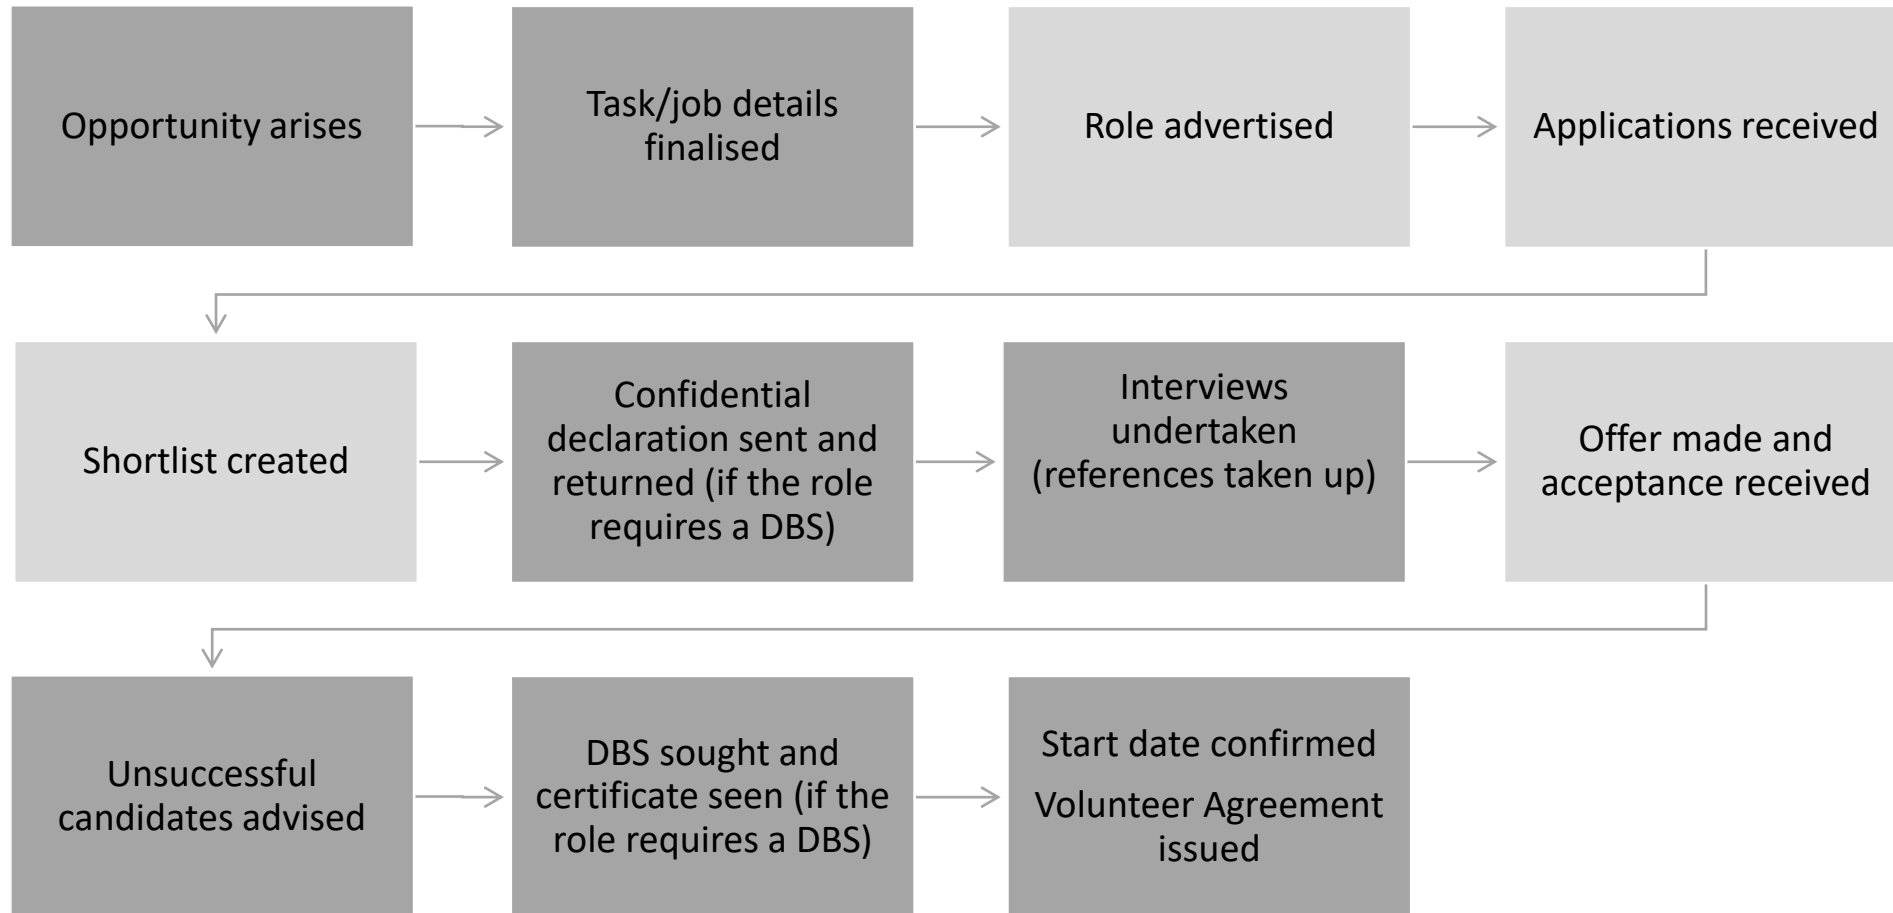 Opportunity arises
Task/job details
finalised
Role advertised
Applications received
Shortlist created
Confidential
declaration sent and
returned (if the role
requires a DBS)
Interviews
undertaken
(references taken up)
Offer made and
acceptance received
Unsuccessful
candidates advised
DBS sought and
certificate seen (if the
role requires a DBS)
Start date confirmed
Volunteer Agreement
issued